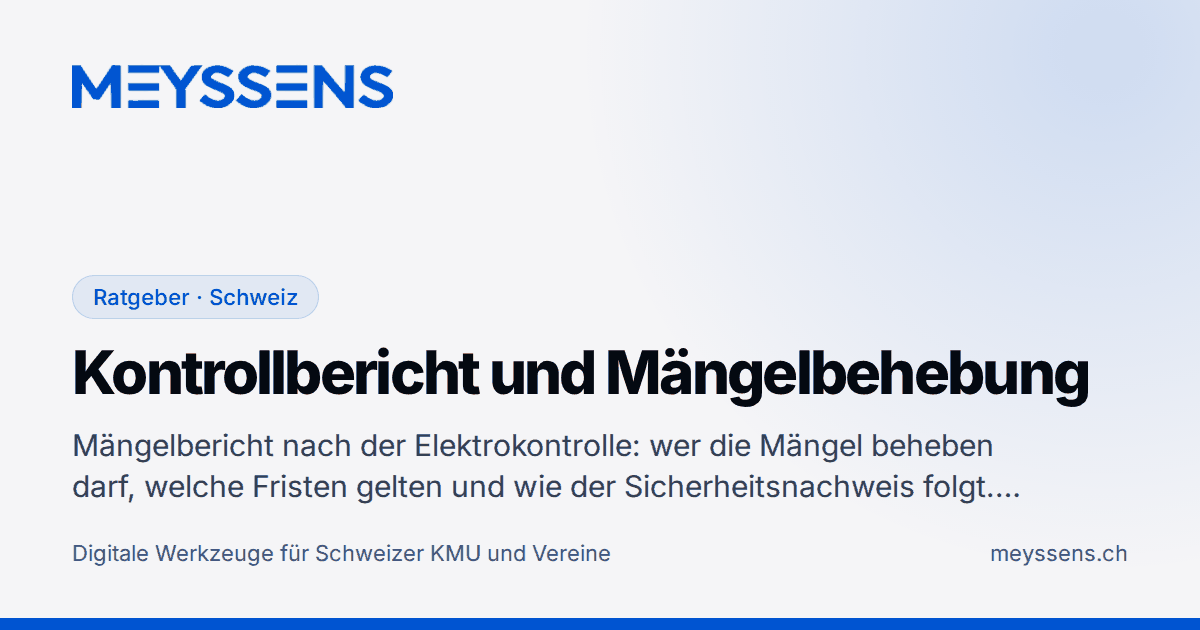 MEYSSENS
Ratgeber · Schweiz
Kontrollbericht und Mängelbehebung
Mängelbericht nach der Elektrokontrolle: wer die Mängel beheben
darf, welche Fristen gelten und wie der Sicherheitsnachweis folgt....
Digitale Werkzeuge für Schweizer KMU und Vereine
meyssens.ch